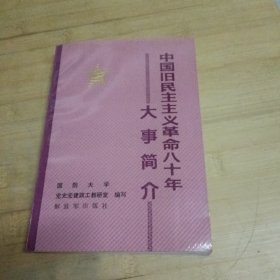 中国旧民主主义革命八十年
大事简介
国防大学
党史党建政工教研室 编写
解放军出版社